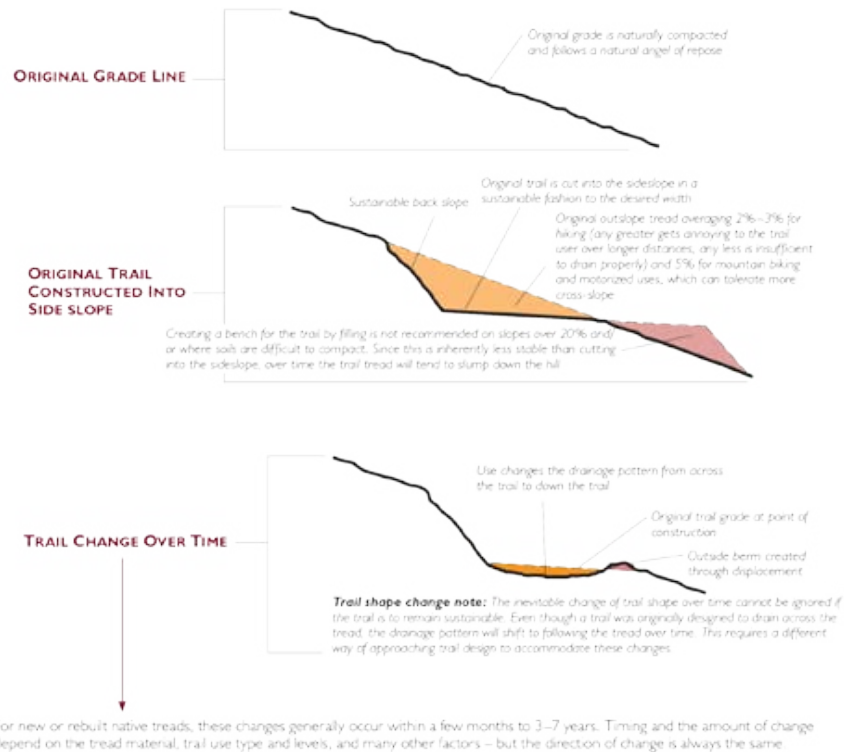 Original grade is naturally compacted
and follows a natural angel of repose
ORIGINAL GRADE LINE
Original trail is cut into the sideslope in a
sustainable fashion to the desired width
Sustainable back slope
Original outslope tread averaging 2%–3% for
hiking (any greater gets annoying to the trail
user over longer distances, any less is insufficient
to drain properly) and 5% for mountain biking
and motorized uses, which can tolerate more
cross-slope
ORIGINAL TRAIL
CONSTRUCTED INTO
SIDE SLOPE
Creating a bench for the trail by filling is not recommended on slopes over 20% and/
or where soils are difficult to compact. Since this is inherently less stable than cutting
into the sideslope, over time the trail tread will tend to slump down the hill
Use changes the drainage pattern from across
the trail to down the trail
Original trail grade at point of
construction
TRAIL CHANGE OVER TIME
Outside berm created
through displacement
Trail shape change note: The inevitable change of trail shape over time cannot be ignored if
the trail is to remain sustainable. Even though a trail was originally designed to drain across the
tread, the drainage pattern will shift to following the tread over time. This requires a different
way of approaching trail design to accommodate these changes.
or new or rebuilt native treads, these changes generally occur within a few months to 3–7 years. Timing and the amount of change
epend on the tread material, trail use type and levels, and many other factors – but the direction of change is always the same